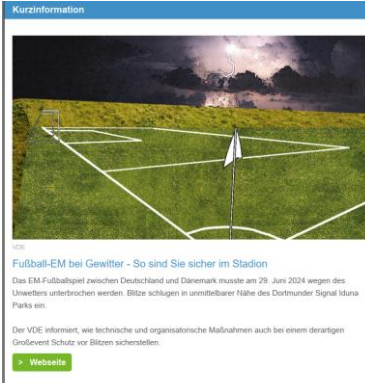 Kurzinformation
VDE
Fußball-EM bei Gewitter - So sind Sie sicher im Stadion
Das EM-Fußballspiel zwischen Deutschland und Dänemark musste am 29. Juni 2024 wegen des
Unwetters unterbrochen werden. Blitze schlugen in unmittelbarer Nähe des Dortmunder Signal Iduna
Parks ein.
Der VDE informiert, wie technische und organisatorische Maßnahmen auch bei einem derartigen
Großevent Schutz vor Blitzen sicherstellen.
> Webseite